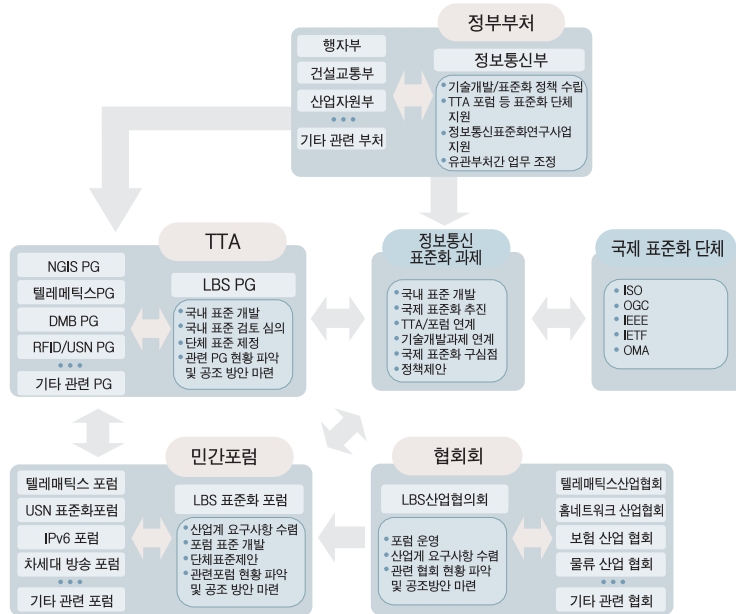 정부부처
행자부
건설교통부
산업자원부
•••
기타 관련 부처
정보통신부
• 기술개발/표준화 정책 수립
• TTA 포럼 등 표준화 단체
지원
• 정보통신표준화연구사업
지원
• 유관부처간 업무 조정
TTA
NGIS PG
텔레메틱스PG
DMB PG
RFID/USN PG
•••
기타 관련 PG
LBS PG
• 국내 표준 개발
• 국내 표준 검토 심의
• 단체 표준 제정
• 관련 PG 현황 파악
및 공조 방안 마련
정보통신
표준화 과제
• 국내 표준 개발
• 국제 표준화 추진
• TTA/포럼 연계
• 기술개발과제 연계
• 국제 표준화 구심점
• 정책제안
국제 표준화 단체
• ISO
• OGC
• IEEE
• IETF
• OMA
민간포럼
텔레매틱스 포럼
USN 표준화포럼
IPv6 포럼
차세대 방송 포럼
•••
기타 관련 포럼
LBS 표준화 포럼
• 산업계 요구사항 수렴
• 포럼 표준 개발
• 단체표준제안
• 관련포럼 현황 파악
및 공조 방안 마련
협회회
LBS산업협의회
• 포럼 운영
• 산업계 요구사항 수렴
• 관련 협회 현황 파악
및 공조방안 마련
텔레매틱스산업협회
홈네트워크 산업협회
보험 산업 협회
물류 산업 협회
•••
기타 관련 협회